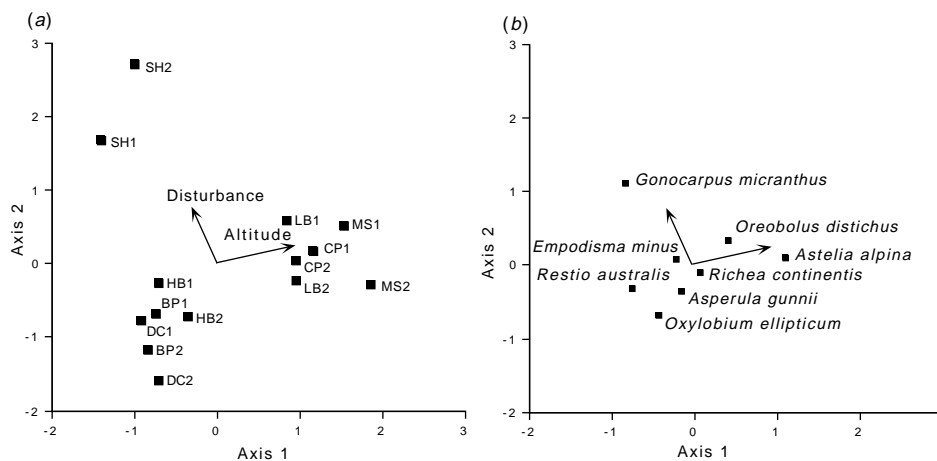 (a)
3
2
1
0
-1
-2
-2
-1
0
1
2
3
Axis 2
Axis 1
SH2
SH1
Disturbance
Altitude
LB1
MS1
CP1
CP2
LB2
MS2
HB1
BP1
HB2
DC1
BP2
DC2
(b)
3
2
1
0
-1
-2
-2
-1
0
1
2
Axis 2
Axis 1
Gonocarpus micranthus
Oreobolus distichus
Empodisma minus
Astelia alpina
Restio australis
Richea continentis
Asperula gunnii
Oxylobium ellipticum